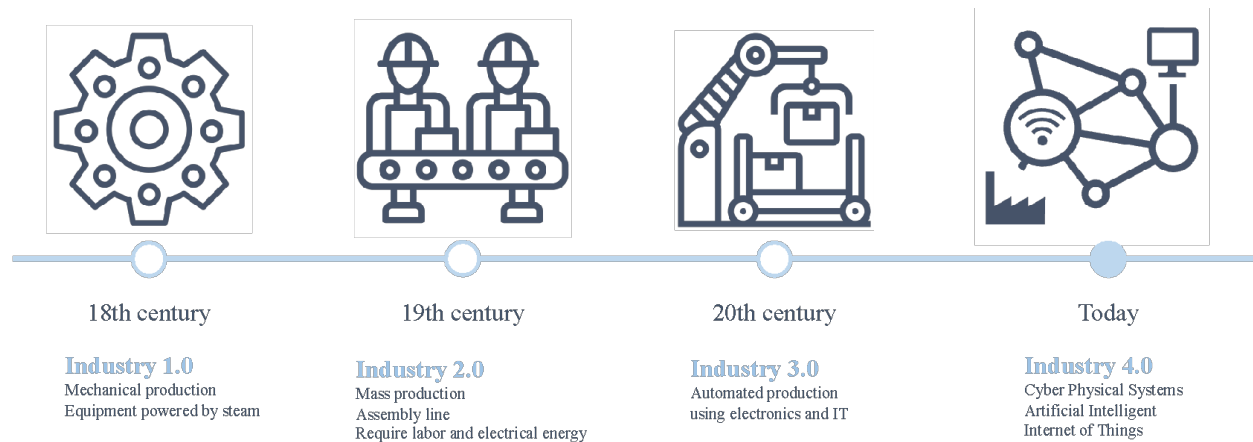 18th century
Industry 1.0
Mechanical production
Equipment powered by steam
19th century
Industry 2.0
Mass production
Assembly line
Require labor and electrical energy
20th century
Industry 3.0
Automated production
using electronics and IT
Today
Industry 4.0
Cyber Physical Systems
Artificial Intelligent
Internet of Things